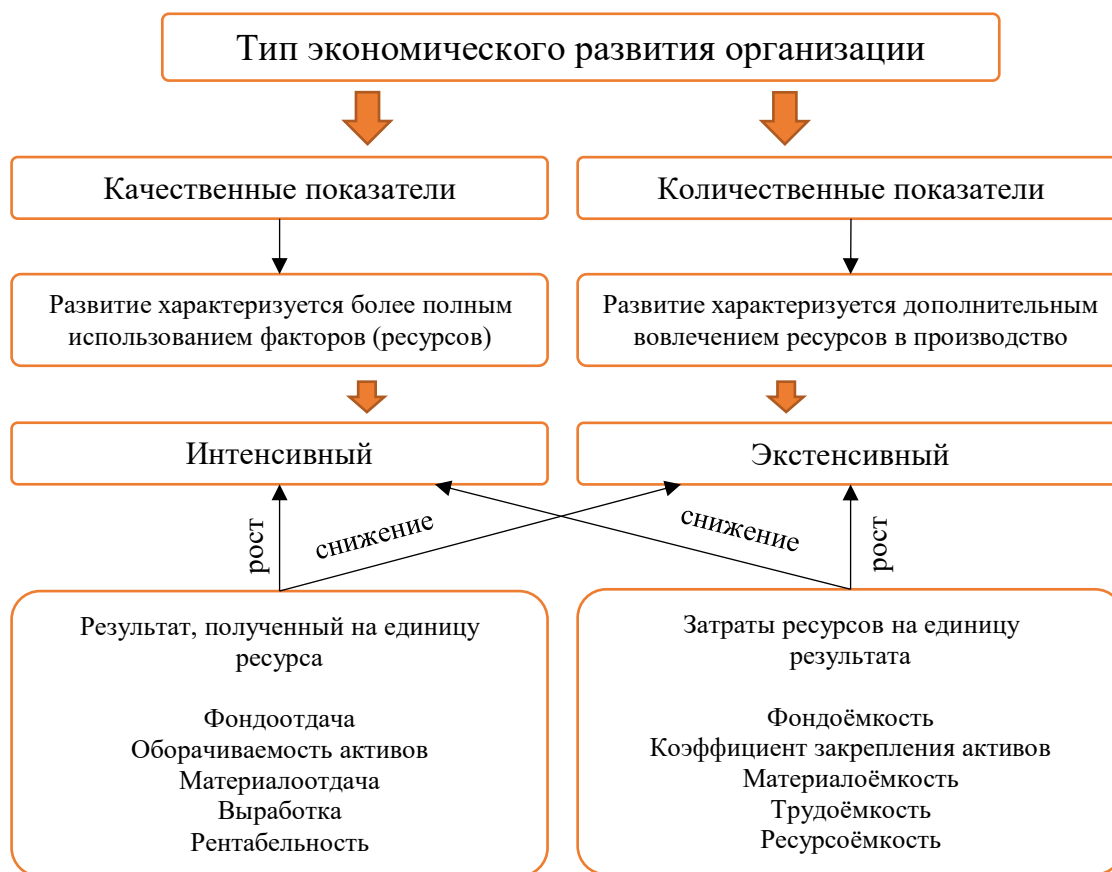 Тип экономического развития организации
Качественные показатели
Количественные показатели
Развитие характеризуется более полным
использованием факторов (ресурсов)
Развитие характеризуется дополнительным
вовлечением ресурсов в производство
Интенсивный
Экстенсивный
рост
снижение
снижение
рост
Результат, полученный на единицу
ресурса
Фондоотдача
Оборачиваемость активов
Материалоотдача
Выработка
Рентабельность
Затраты ресурсов на единицу
результата
Фондоёмкость
Коэффициент закрепления активов
Материалоёмкость
Трудоёмкость
Ресурсоёмкость